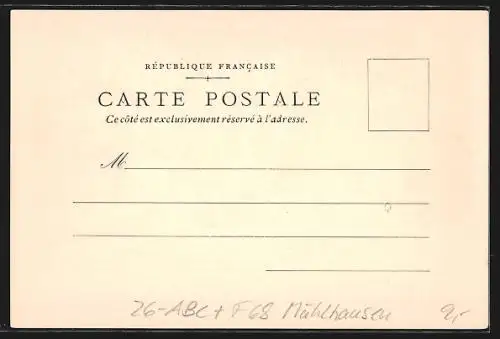 RÉPUBLIQUE FRANÇAISE
CARTE POSTALE
Ce côté est exclusivement réservé à l'adresse.
M
26-ABC+ F68 Mühlhausen 2,-